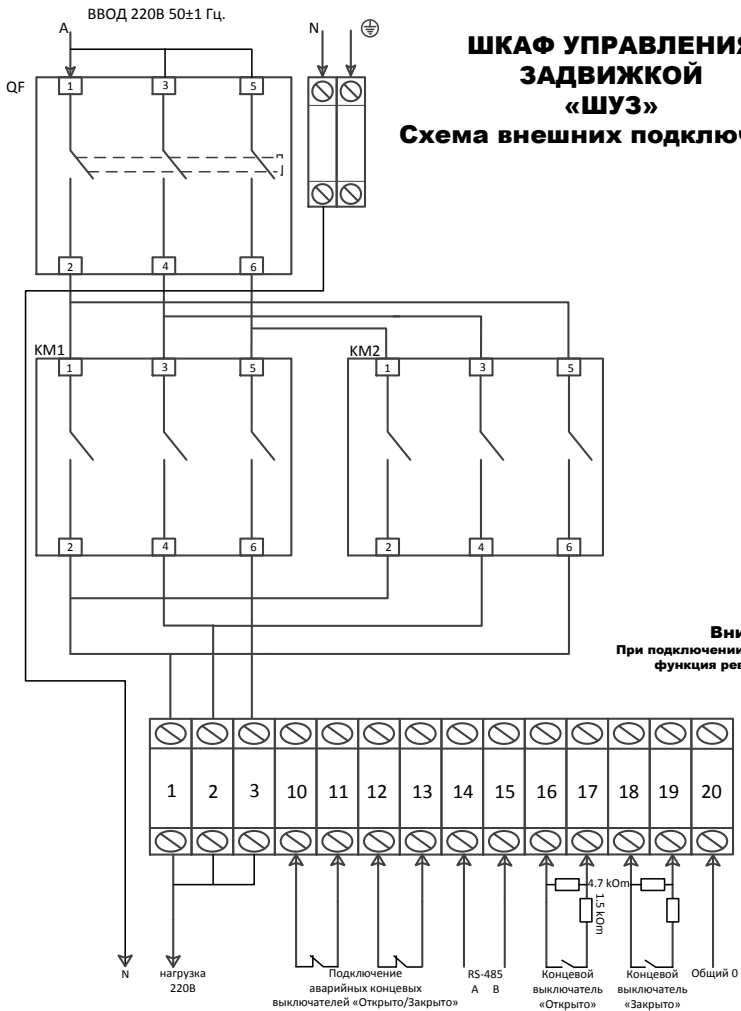 ВВОД 220В 50±1 Гц.
A
N
ШКАФ УПРАВЛЕНИЯ
ЗАДВИЖКОЙ
«ШУЗ»
Схема внешних
QF
1
3
5
2
4
6
KM1
1
3
5
KM2
1
3
5
2
4
6
2
4
6
При подключении
функция
1
2
3
10
11
12
13
14
15
16
17
18
19
20
4.7 kOm
1.5 kOm
N
нагрузка
220В
Подключение
аварийных концевых
выключателей «Открыто/Закрыто»
RS-485
A B
Концевой
выключатель
«Открыто»
Концевой
выключатель
«Закрыто»
Общий 0